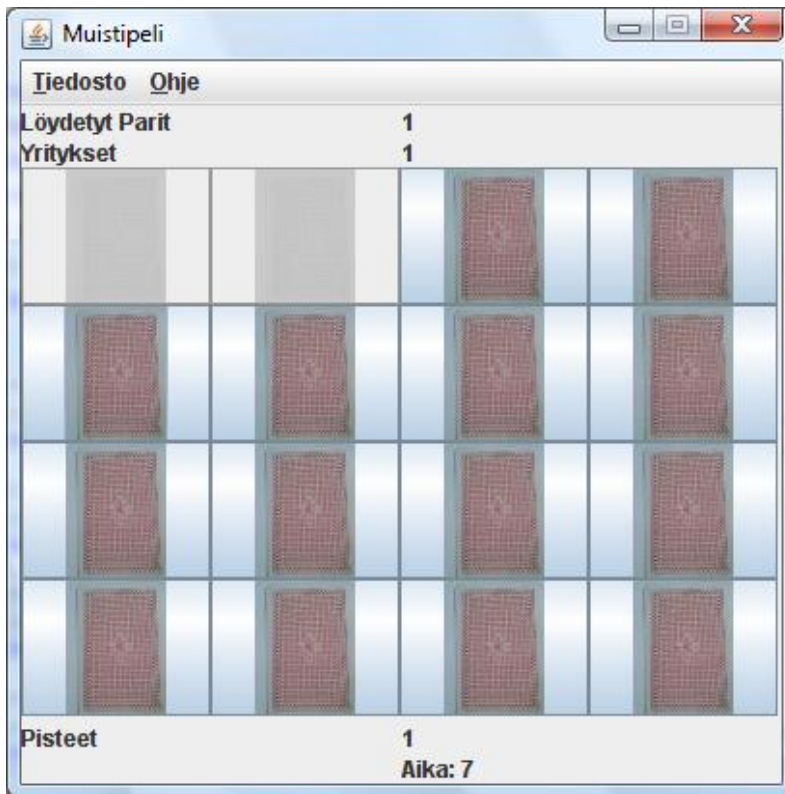 Muistipeli
Tiedosto Ohje
Löydetyt Parit 1
Yritykset 1
Pisteet 1
Aika: 7